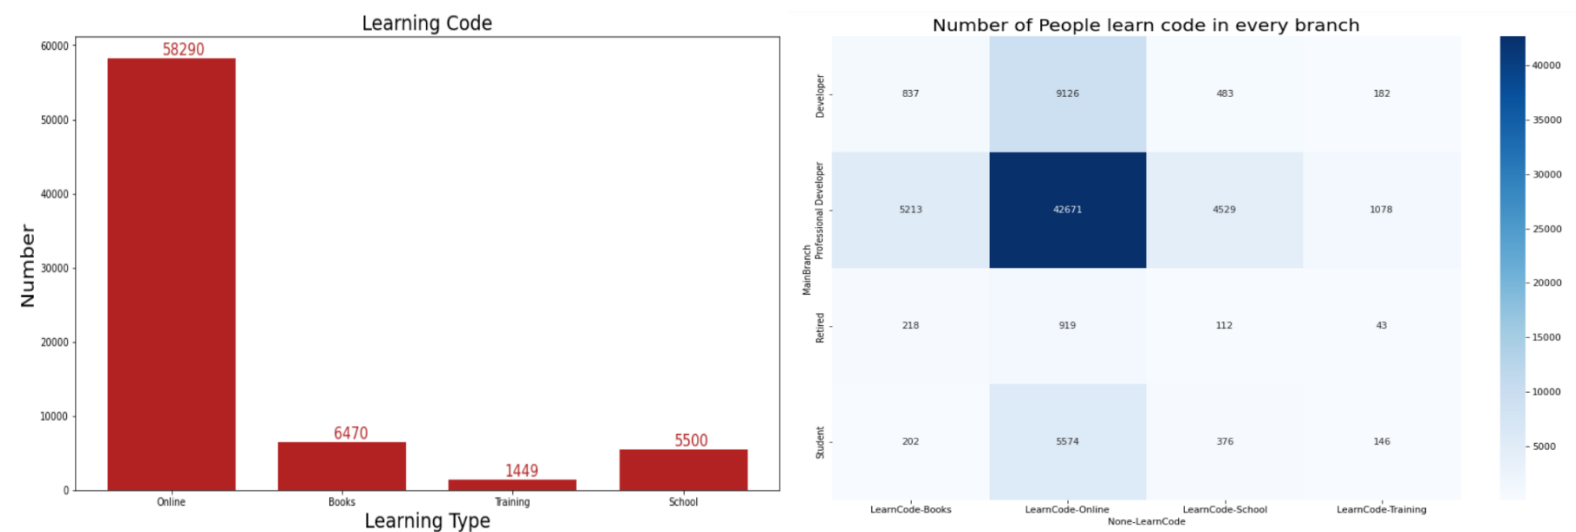 Learning Code
60000
50000
40000
30000
20000
10000
0
58290
6470
1449
5500
Online Books Training School
Number
Learning Type
Number of People learn code in every branch
MainBranch
Developer
837 9126 483 182
Professional Developer
5213 42671 4529 1078
Retired
218 919 112 43
Student
202 5574 376 146
LearnCode-Books LearnCode-Online LearnCode-School LearnCode-Training
None-LearnCode
40000
35000
30000
25000
20000
15000
10000
5000